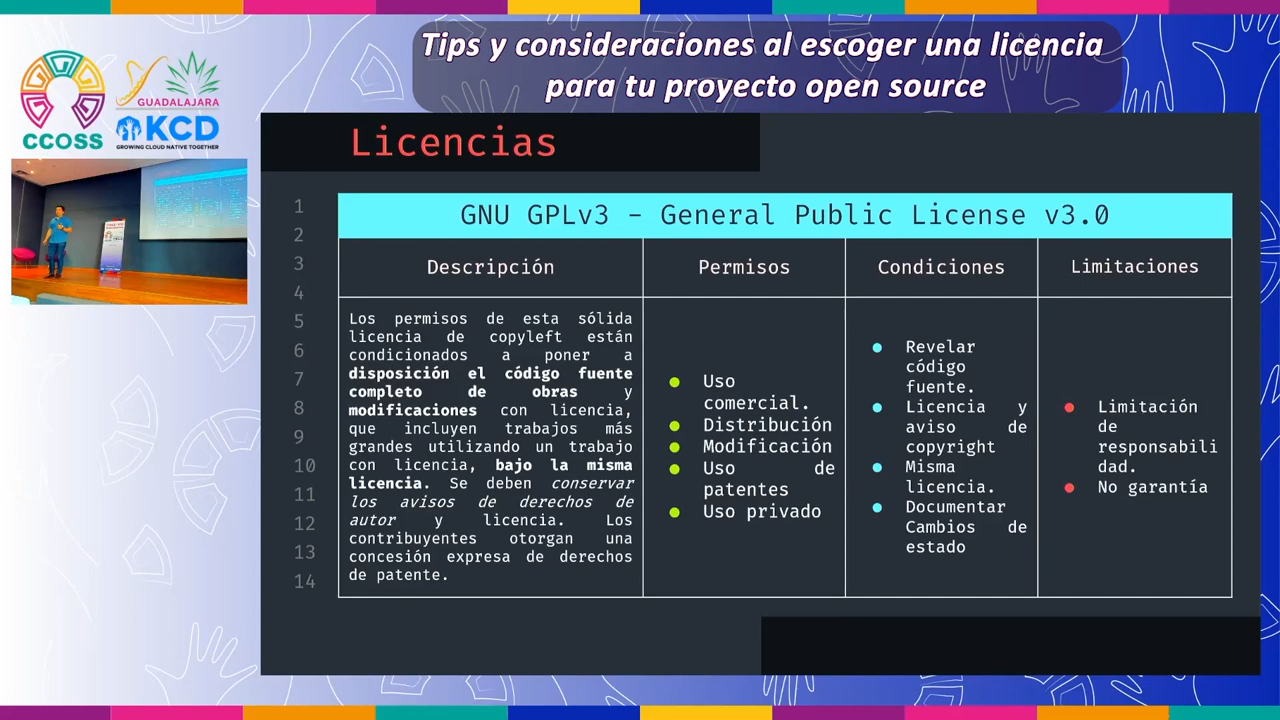 Tips y consideraciones al escoger una licencia
para tu proyecto open source
CCOSS
GUADALAJARA
KCD
GROWING CLOUD NATIVE TOGETHER
Licencias
1
2
3
4
5
6
7
8
9
10
11
12
13
14
GNU GPLv3 - General Public License v3.0
Descripción
Permisos
Condiciones
Limitaciones
Los permisos de esta sólida
licencia de copyleft están
condicionados a poner a
disposición el código fuente
completo de obras y
modificaciones con licencia,
que incluyen trabajos más
grandes utilizando un trabajo
con licencia, bajo la misma
licencia. Se deben conservar
los avisos de derechos de
autor y licencia. Los
contribuyentes otorgan una
concesión expresa de derechos
de patente.
● Uso
comercial.
● Distribución
● Modificación
● Uso de
patentes
● Uso privado
● Revelar
código
fuente.
● Licencia y
aviso de
copyright
● Misma
licencia.
● Documentar
Cambios de
estado
● Limitación
de
responsabili
dad.
● No garantía